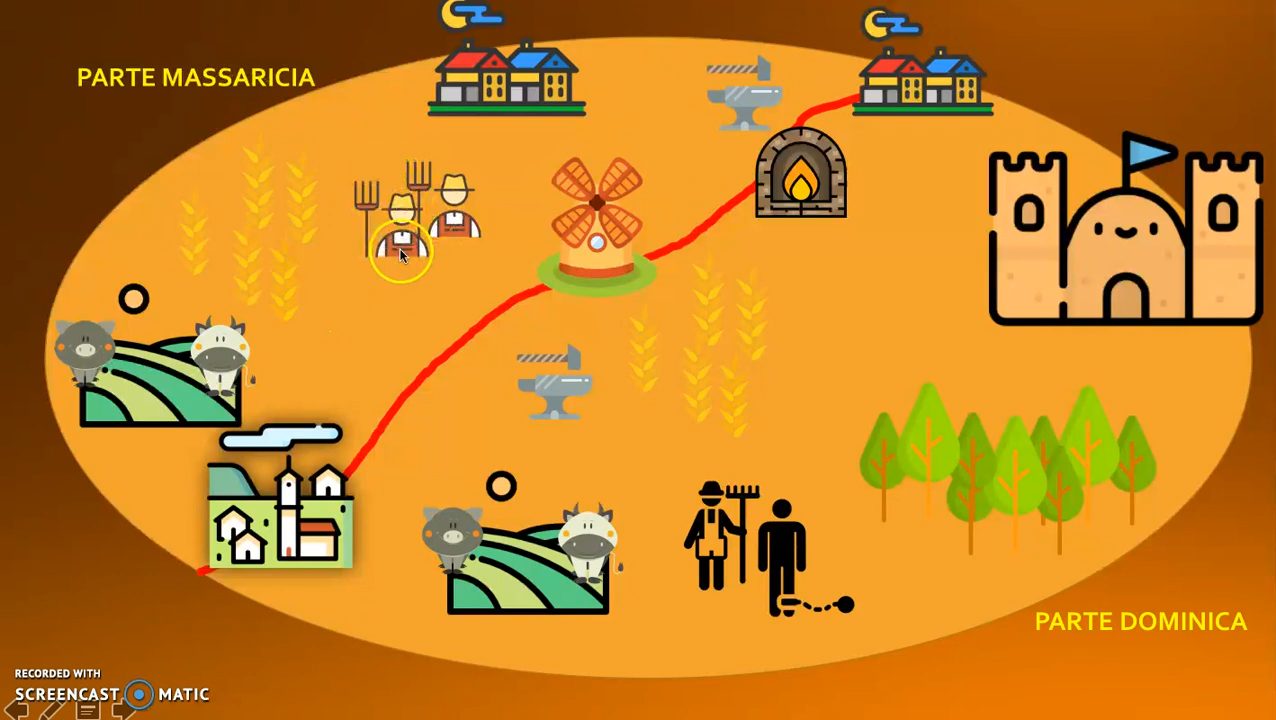 PARTE MASSARICIA
PARTE DOMINICA
RECORDED WITH
SCREENCAST MATIC